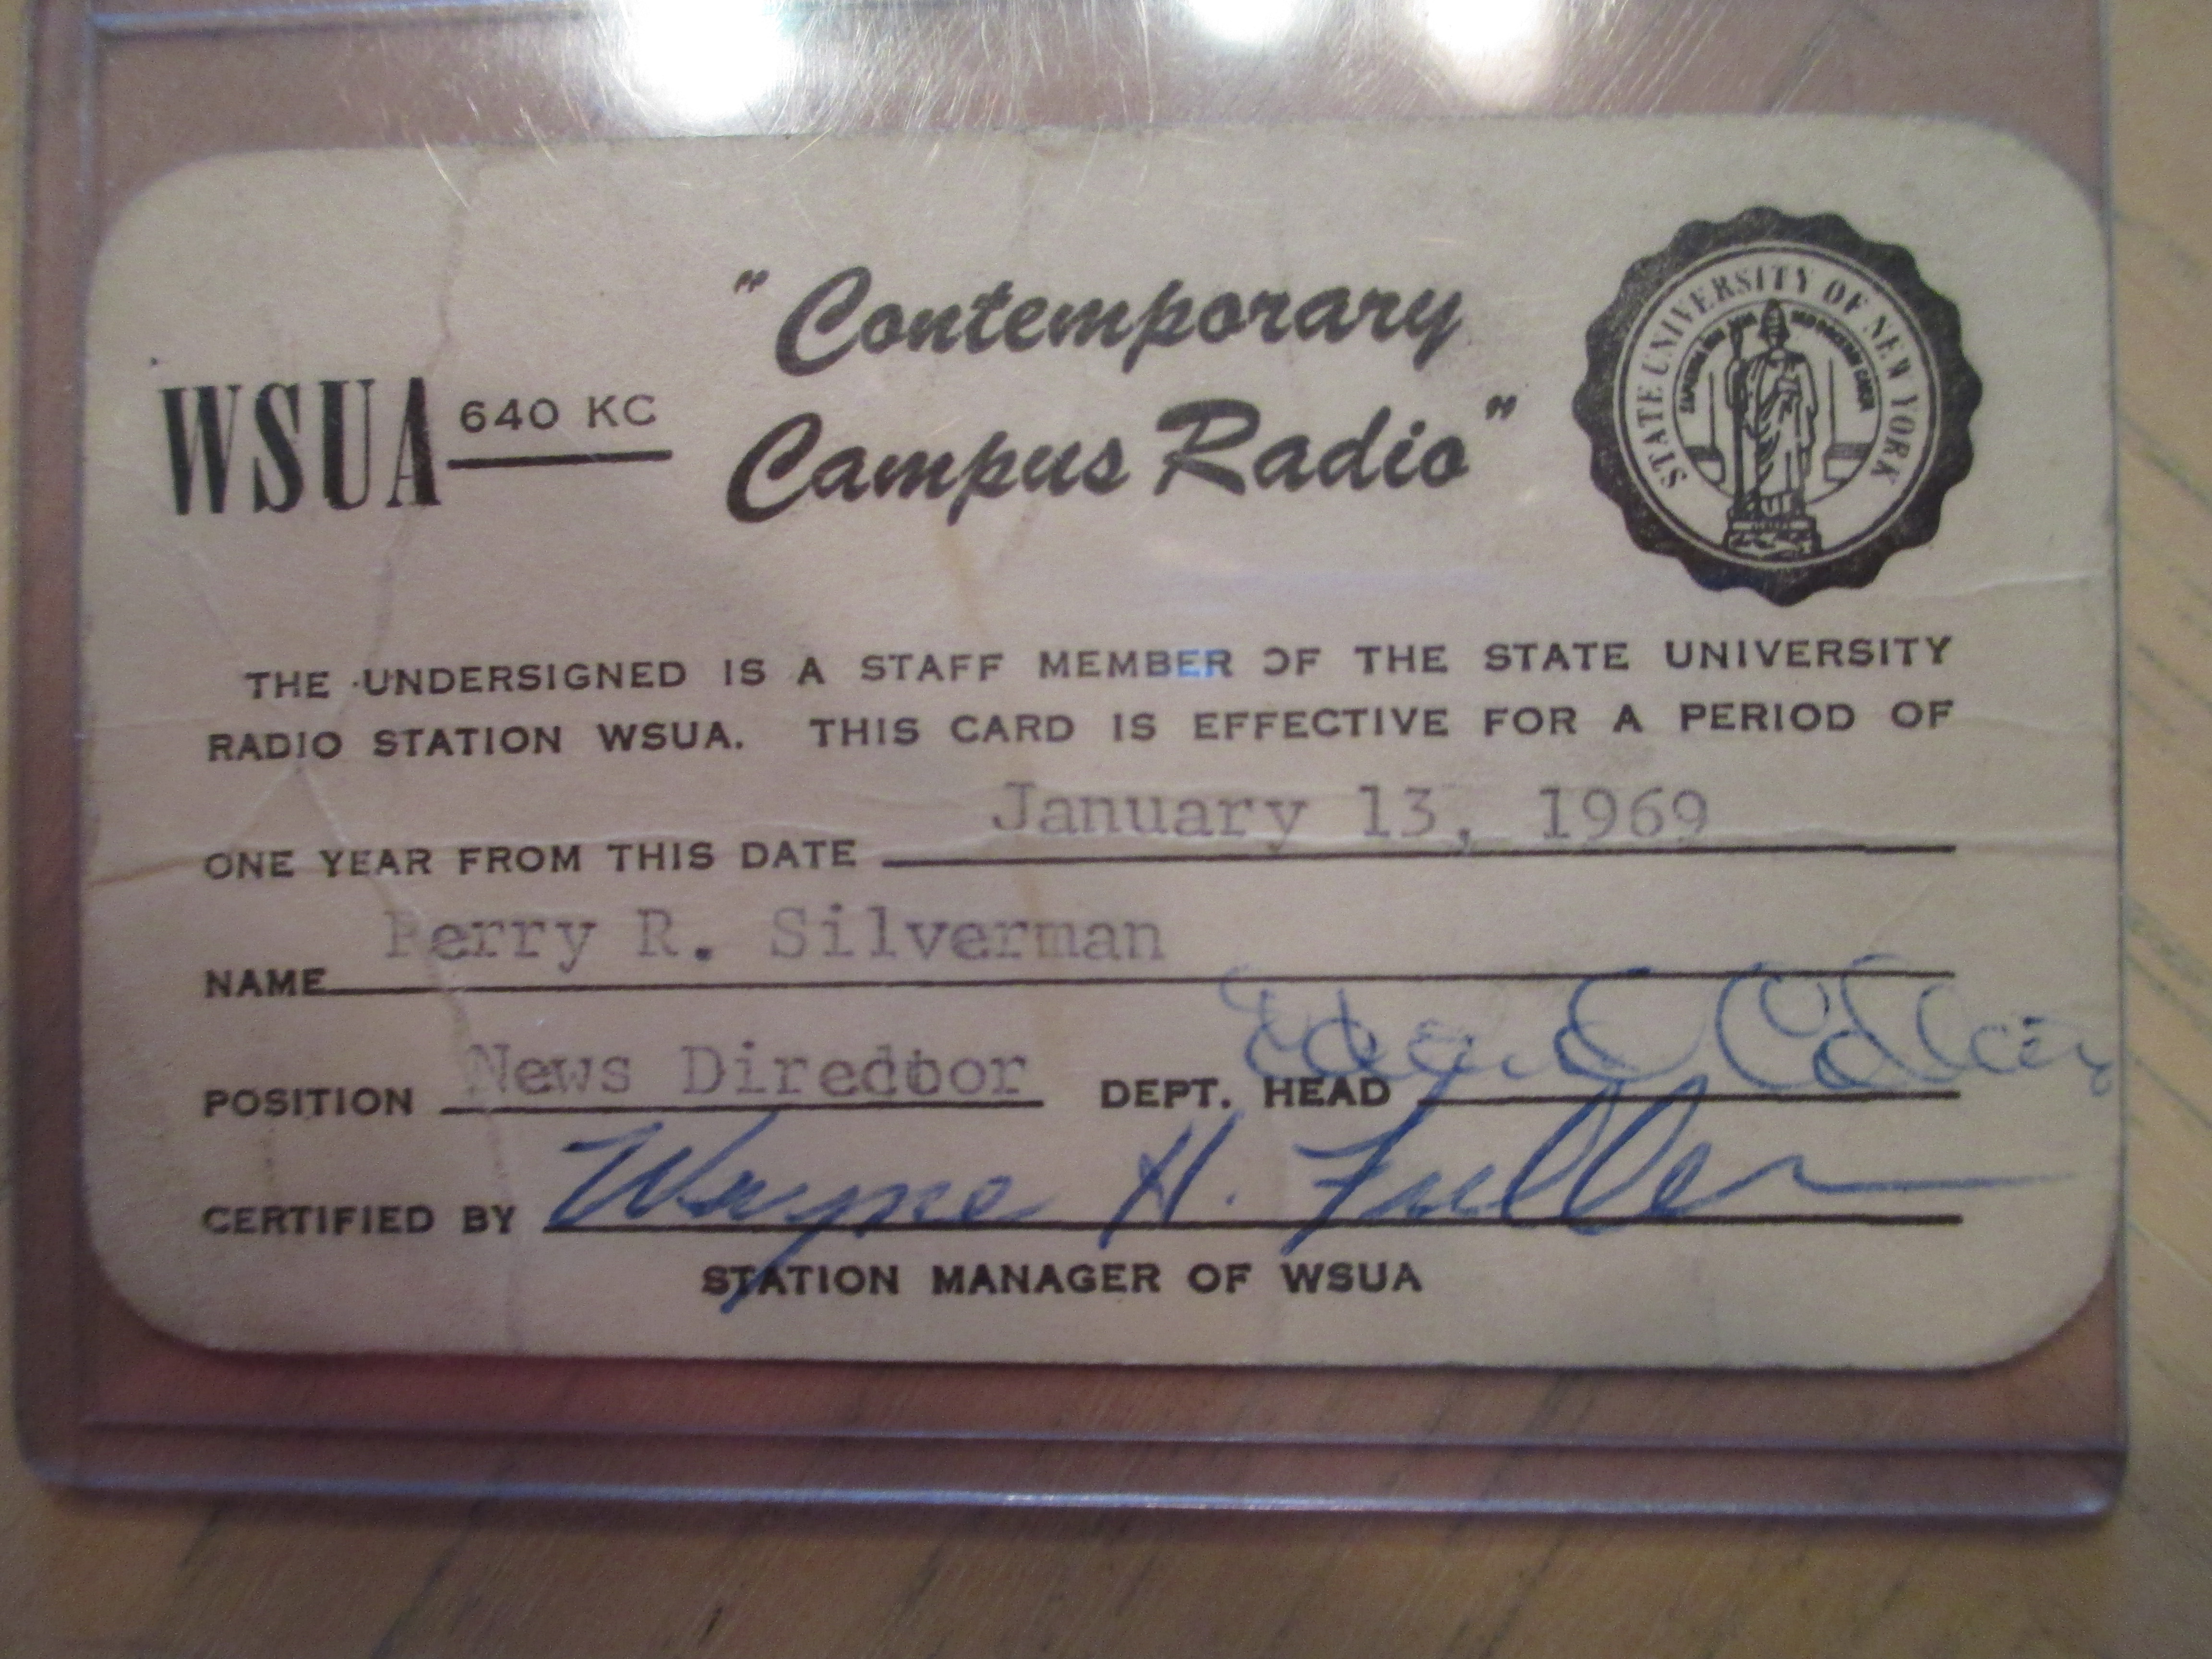 "Contemporary
Campus Radio"
WSUA 640 KC
STATE UNIVERSITY OF NEW YORK
THE UNDERSIGNED IS A STAFF MEMBER OF THE STATE UNIVERSITY
RADIO STATION WSUA. THIS CARD IS EFFECTIVE FOR A PERIOD OF
ONE YEAR FROM THIS DATE January 13, 1969
NAME Perry R. Silverman
POSITION News Director DEPT. HEAD
CERTIFIED BY Wayne H. Fuller
STATION MANAGER OF WSUA